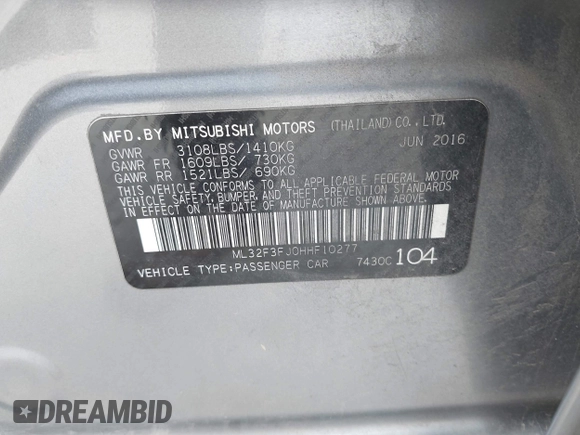 MFD. BY MITSUBISHI MOTORS (THAILAND) CO., LTD.
GVWR 3108LBS/1410KG JUN 2016
GAWR FR 1609LBS/ 730KG
GAWR RR 1521LBS/ 690KG
THIS VEHICLE CONFORMS TO ALL APPLICABLE FEDERAL MOTOR
VEHICLE SAFETY, BUMPER, AND THEFT PREVENTION STANDARDS
IN EFFECT ON THE DATE OF MANUFACTURE SHOWN ABOVE.
ML32F3FJ0HHF10277
VEHICLE TYPE:PASSENGER CAR 7430C 104
DREAMBID